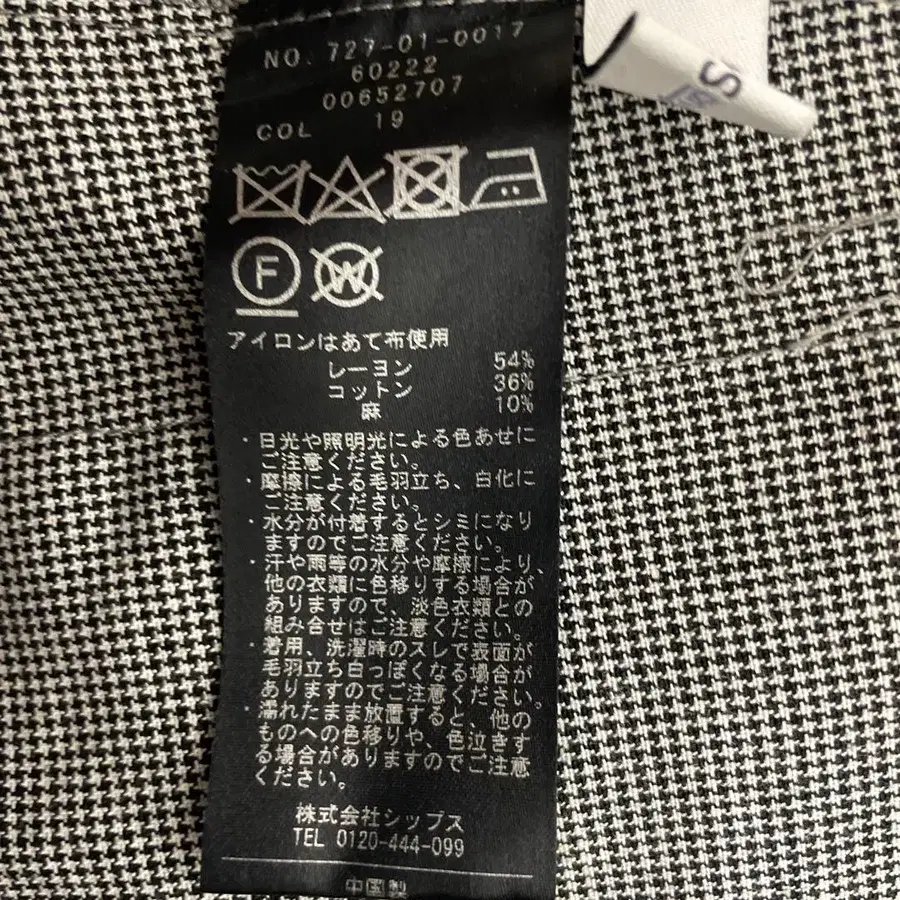 NO. 727-01-0017
60222
00652707
COL 19
F
W
アイロンはあて布使用
レーヨン 54%
コットン 36%
麻 10%
・日光や照明光による色あせに
ご注意ください。
・摩擦による毛羽立ち、白化に
ご注意ください。
・水分が付着するとシミになり
ますのでご注意ください。
・汗や雨等の水分や摩擦により、
他の衣類に色移りする場合が
ありますので、淡色衣類との
組み合せはご注意ください。
・着用、洗濯時のスレで表面が
毛羽立ち白っぽくなる場合が
ありますのでご注意ください。
・濡れたまま放置すると、他の
ものへの色移りや、色泣きす
る場合がありますのでご注意
ください。
株式会社シップス
TEL 0120-444-099
中国製